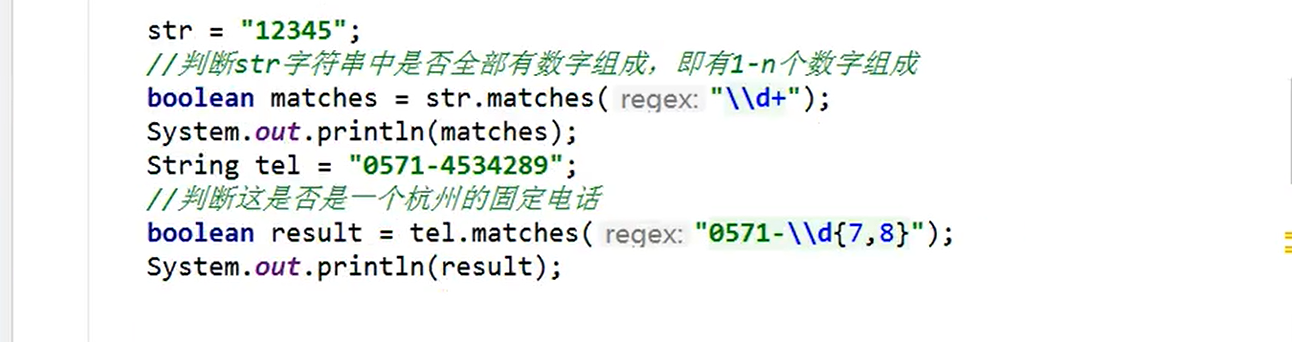 str = "12345";
//判断str字符串中是否全部有数字组成，即有1-n个数字组成
boolean matches = str.matches( regex: "\\d+");
System.out.println(matches);
String tel = "0571-4534289";
//判断这是否是一个杭州的固定电话
boolean result = tel.matches( regex: "0571-\\d{7,8}");
System.out.println(result);